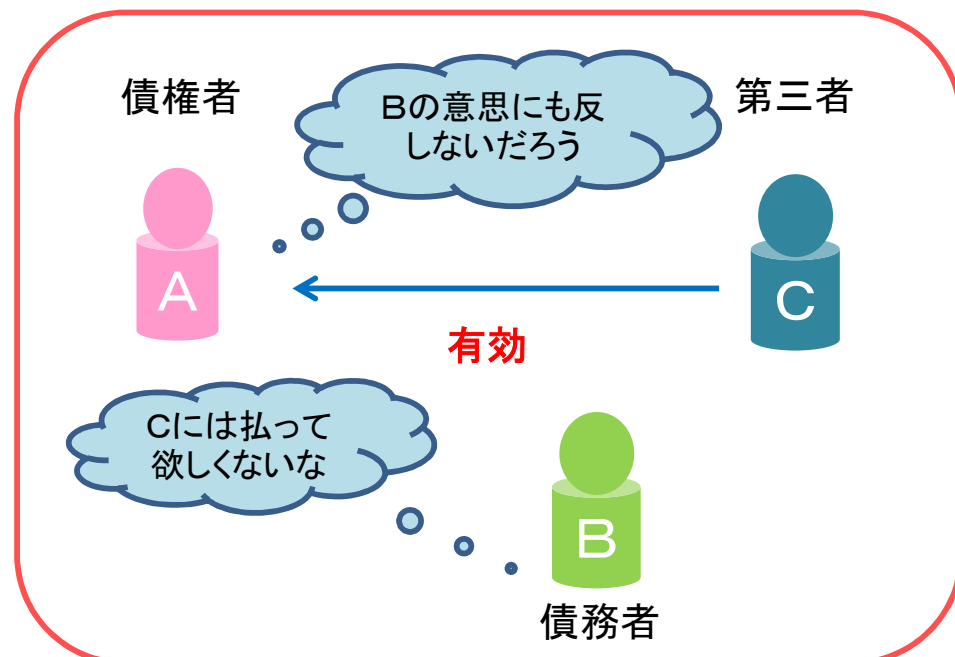 債権者
Bの意思にも反
しないだろう
第三者
A
C
有効
Cには払って
欲しくないな
B
債務者